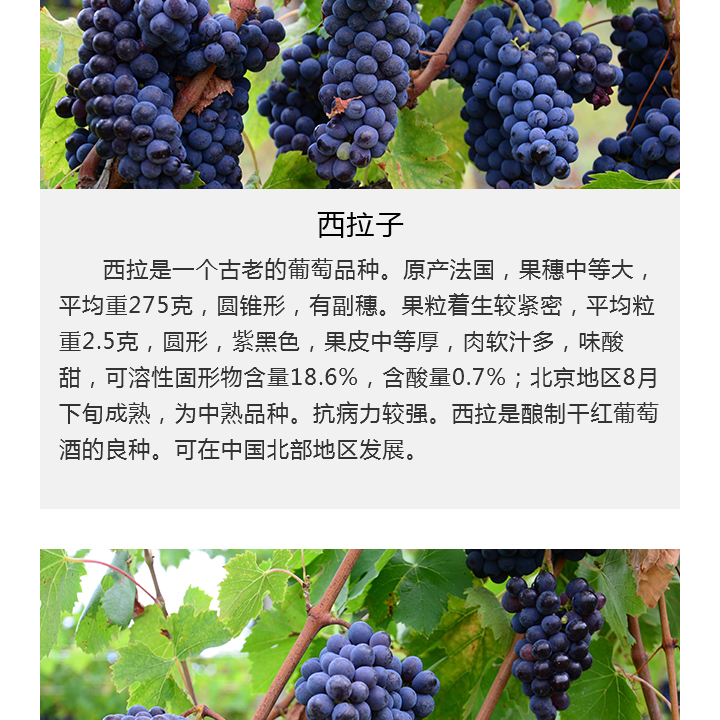 西拉子
西拉是一个古老的葡萄品种。原产法国，果穗中等大，
平均重275克，圆锥形，有副穗。果粒着生较紧密，平均粒
重2.5克，圆形，紫黑色，果皮中等厚，肉软汁多，味酸
甜，可溶性固形物含量18.6%，含酸量0.7%；北京地区8月
下旬成熟，为中熟品种。抗病力较强。西拉是酿制干红葡萄
酒的良种。可在中国北部地区发展。